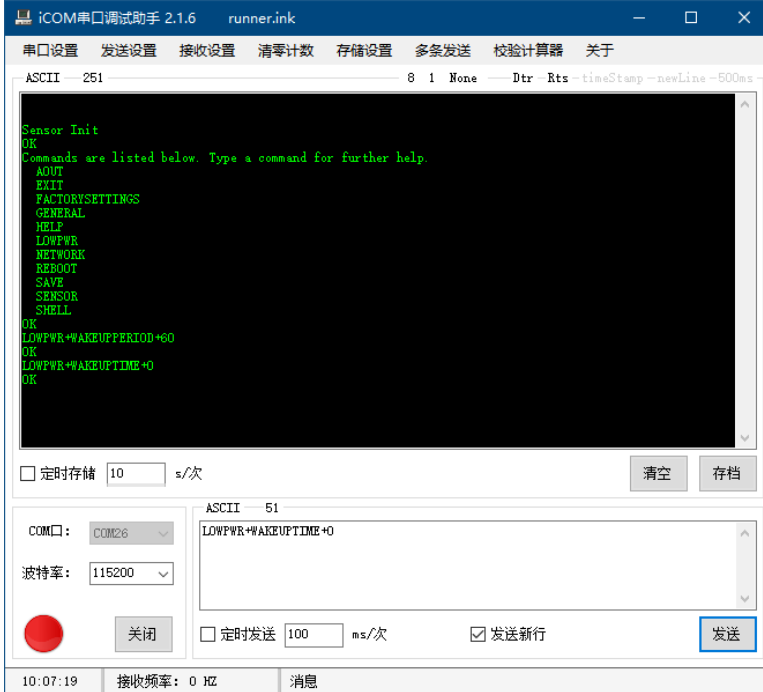 iCOM串口调试助手 2.1.6 runner.ink
串口设置 发送设置 接收设置 清零计数 存储设置 多条发送 校验计算器 关于
ASCII 251 8 1 None Dtr Rts timeStamp newLine 500ms
Sensor Init
OK
Commands are listed below. Type a command for further help.
AOUT
EXIT
FACTORYSETTINGS
GENERAL
HELP
LOWPWR
NETWORK
REBOOT
SAVE
SENSOR
SHELL
OK
LOWPWR+WAKEUPPERIOD+60
OK
LOWPWR+WAKEUPTIME+0
OK
定时存储 10 s/次 清空 存档
ASCII 51
COM口: COM26
LOWPWR+WAKEUPTIME+0
波特率: 115200
关闭 定时发送 100 ms/次 发送新行 发送
10:07:19 接收频率: 0 HZ 消息